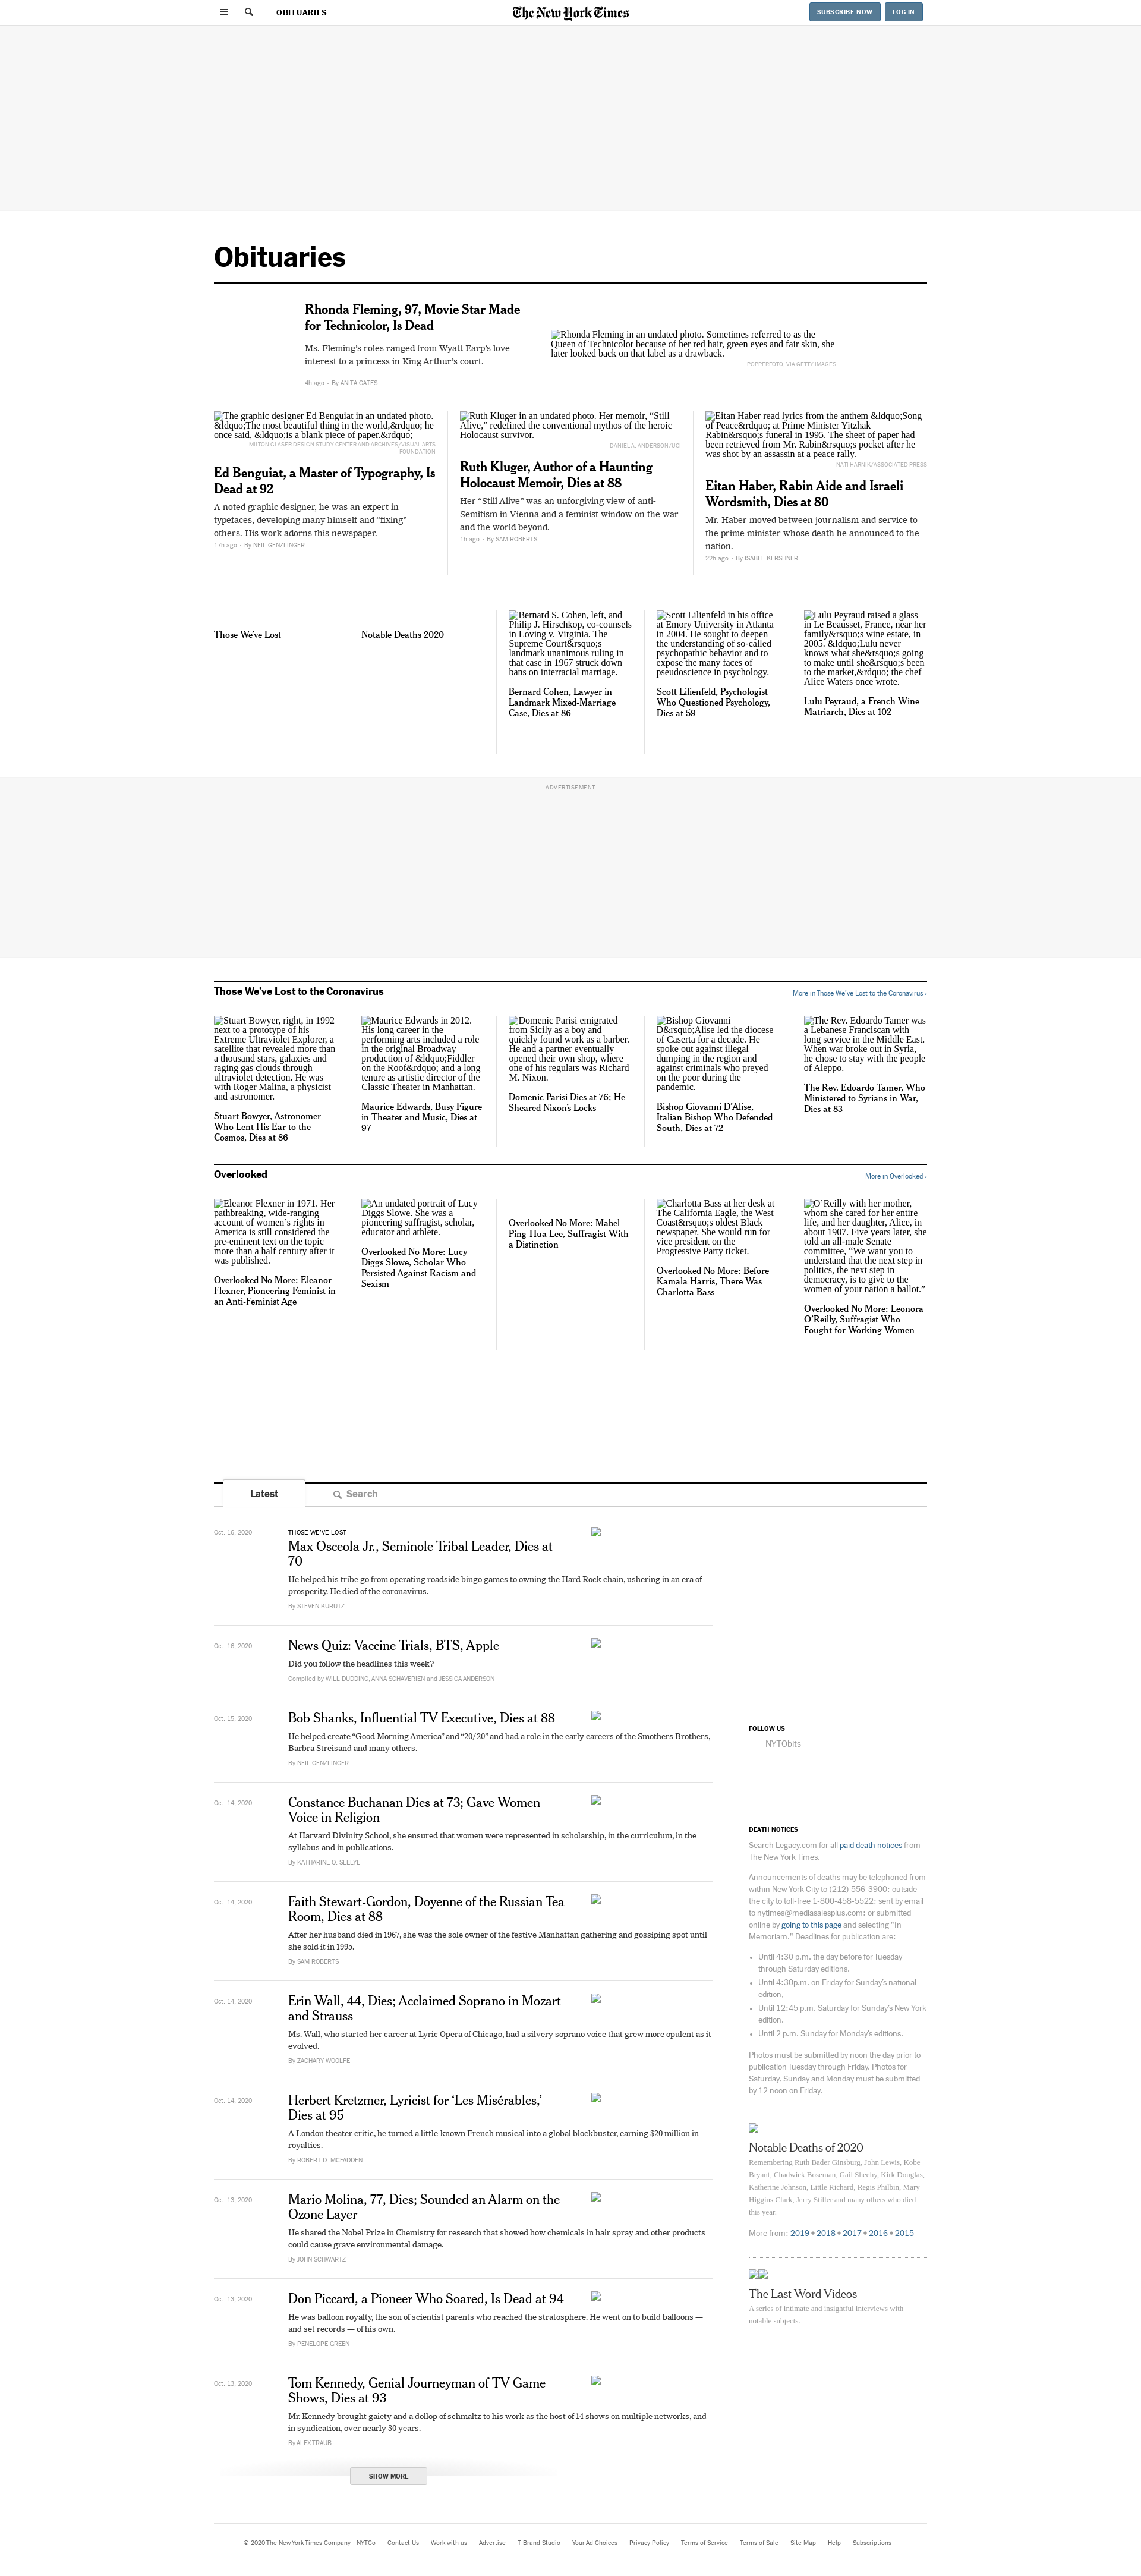 OBITUARIES
The New York Times
SUBSCRIBE NOW
LOG IN
Obituaries
Rhonda Fleming, 97, Movie Star Made
for Technicolor, Is Dead
Ms. Fleming's roles ranged from Wyatt Earp's love
interest to a princess in King Arthur's court.
4h ago • By ANITA GATES
Rhonda Fleming in an undated photo. Sometimes referred to as the
Queen of Technicolor because of her red hair, green eyes and fair skin, she
later looked back on that label as a drawback.
POPPERFOTO, VIA GETTY IMAGES
The graphic designer Ed Benguiat in an undated photo.
&ldquo;The most beautiful thing in the world,&rdquo; he
once said, &ldquo;is a blank piece of paper.&rdquo;
MILTON GLASER DESIGN STUDY CENTER AND ARCHIVES/VISUAL ARTS
FOUNDATION
Ed Benguiat, a Master of Typography, Is
Dead at 92
A noted graphic designer, he was an expert in
typefaces, developing many himself and “fixing”
others. His work adorns this newspaper.
17h ago • By NEIL GENZLINGER
Ruth Kluger in an undated photo. Her memoir, “Still
Alive,” redefined the conventional mythos of the heroic
Holocaust survivor.
DANIEL A. ANDERSON/UCI
Ruth Kluger, Author of a Haunting
Holocaust Memoir, Dies at 88
Her “Still Alive” was an unforgiving view of anti-
Semitism in Vienna and a feminist window on the war
and the world beyond.
1h ago • By SAM ROBERTS
Eitan Haber read lyrics from the anthem &ldquo;Song
of Peace&rdquo; at Prime Minister Yitzhak
Rabin&rsquo;s funeral in 1995. The sheet of paper had
been retrieved from Mr. Rabin&rsquo;s pocket after he
was shot by an assassin at a peace rally.
NATI HARNIK/ASSOCIATED PRESS
Eitan Haber, Rabin Aide and Israeli
Wordsmith, Dies at 80
Mr. Haber moved between journalism and service to
the prime minister whose death he announced to the
nation.
22h ago • By ISABEL KERSHNER
Those We've Lost
Notable Deaths 2020
Bernard S. Cohen, left, and
Philip J. Hirschkop, co-counsels
in Loving v. Virginia. The
Supreme Court&rsquo;s
landmark unanimous ruling in
that case in 1967 struck down
bans on interracial marriage.
Bernard Cohen, Lawyer in
Landmark Mixed-Marriage
Case, Dies at 86
Scott Lilienfeld in his office
at Emory University in Atlanta
in 2004. He sought to deepen
the understanding of so-called
psychopathic behavior and to
expose the many faces of
pseudoscience in psychology.
Scott Lilienfeld, Psychologist
Who Questioned Psychology,
Dies at 59
Lulu Peyraud raised a glass
in Le Beausset, France, near her
family&rsquo;s wine estate, in
2005. &ldquo;Lulu never
knows what she&rsquo;s going
to make until she&rsquo;s been
to the market,&rdquo; the chef
Alice Waters once wrote.
Lulu Peyraud, a French Wine
Matriarch, Dies at 102
ADVERTISEMENT
Those We've Lost to the Coronavirus
More in Those We've Lost to the Coronavirus ›
Stuart Bowyer, right, in 1992
next to a prototype of his
Extreme Ultraviolet Explorer, a
satellite that revealed more than
a thousand stars, galaxies and
raging gas clouds through
ultraviolet detection. He was
with Roger Malina, a physicist
and astronomer.
Stuart Bowyer, Astronomer
Who Lent His Ear to the
Cosmos, Dies at 86
Maurice Edwards in 2012.
His long career in the
performing arts included a role
in the original Broadway
production of &ldquo;Fiddler
on the Roof&rdquo; and a long
tenure as artistic director of the
Classic Theater in Manhattan.
Maurice Edwards, Busy Figure
in Theater and Music, Dies at
97
Domenic Parisi emigrated
from Sicily as a boy and
quickly found work as a barber.
He and a partner eventually
opened their own shop, where
one of his regulars was Richard
M. Nixon.
Domenic Parisi Dies at 76; He
Sheared Nixon's Locks
Bishop Giovanni
D&rsquo;Alise led the diocese
of Caserta for a decade. He
spoke out against illegal
dumping in the region and
against criminals who preyed
on the poor during the
pandemic.
Bishop Giovanni D'Alise,
Italian Bishop Who Defended
South, Dies at 72
The Rev. Edoardo Tamer was
a Lebanese Franciscan with
long service in the Middle East.
When war broke out in Syria,
he chose to stay with the people
of Aleppo.
The Rev. Edoardo Tamer, Who
Ministered to Syrians in War,
Dies at 83
Overlooked
More in Overlooked ›
Eleanor Flexner in 1971. Her
pathbreaking, wide-ranging
account of women’s rights in
America is still considered the
pre-eminent text on the topic
more than a half century after it
was published.
Overlooked No More: Eleanor
Flexner, Pioneering Feminist in
an Anti-Feminist Age
An undated portrait of Lucy
Diggs Slowe. She was a
pioneering suffragist, scholar,
educator and athlete.
Overlooked No More: Lucy
Diggs Slowe, Scholar Who
Persisted Against Racism and
Sexism
Overlooked No More: Mabel
Ping-Hua Lee, Suffragist With
a Distinction
Charlotta Bass at her desk at
The California Eagle, the West
Coast&rsquo;s oldest Black
newspaper. She would run for
vice president on the
Progressive Party ticket.
Overlooked No More: Before
Kamala Harris, There Was
Charlotta Bass
O’Reilly with her mother,
whom she cared for her entire
life, and her daughter, Alice, in
about 1907. Five years later, she
told an all-male Senate
committee, “We want you to
understand that the next step in
politics, the next step in
democracy, is to give to the
women of your nation a ballot.”
Overlooked No More: Leonora
O'Reilly, Suffragist Who
Fought for Working Women
Latest
Search
Oct. 16, 2020
THOSE WE'VE LOST
Max Osceola Jr., Seminole Tribal Leader, Dies at
70
He helped his tribe go from operating roadside bingo games to owning the Hard Rock chain, ushering in an era of
prosperity. He died of the coronavirus.
By STEVEN KURUTZ
Oct. 16, 2020
News Quiz: Vaccine Trials, BTS, Apple
Did you follow the headlines this week?
Compiled by WILL DUDDING, ANNA SCHAVERIEN and JESSICA ANDERSON
Oct. 15, 2020
Bob Shanks, Influential TV Executive, Dies at 88
He helped create “Good Morning America” and “20/20” and had a role in the early careers of the Smothers Brothers,
Barbra Streisand and many others.
By NEIL GENZLINGER
Oct. 14, 2020
Constance Buchanan Dies at 73; Gave Women
Voice in Religion
At Harvard Divinity School, she ensured that women were represented in scholarship, in the curriculum, in the
syllabus and in publications.
By KATHARINE Q. SEELYE
Oct. 14, 2020
Faith Stewart-Gordon, Doyenne of the Russian Tea
Room, Dies at 88
After her husband died in 1967, she was the sole owner of the festive Manhattan gathering and gossiping spot until
she sold it in 1995.
By SAM ROBERTS
Oct. 14, 2020
Erin Wall, 44, Dies; Acclaimed Soprano in Mozart
and Strauss
Ms. Wall, who started her career at Lyric Opera of Chicago, had a silvery soprano voice that grew more opulent as it
evolved.
By ZACHARY WOOLFE
Oct. 14, 2020
Herbert Kretzmer, Lyricist for ‘Les Misérables,’
Dies at 95
A London theater critic, he turned a little-known French musical into a global blockbuster, earning $20 million in
royalties.
By ROBERT D. MCFADDEN
Oct. 13, 2020
Mario Molina, 77, Dies; Sounded an Alarm on the
Ozone Layer
He shared the Nobel Prize in Chemistry for research that showed how chemicals in hair spray and other products
could cause grave environmental damage.
By JOHN SCHWARTZ
Oct. 13, 2020
Don Piccard, a Pioneer Who Soared, Is Dead at 94
He was balloon royalty, the son of scientist parents who reached the stratosphere. He went on to build balloons —
and set records — of his own.
By PENELOPE GREEN
Oct. 13, 2020
Tom Kennedy, Genial Journeyman of TV Game
Shows, Dies at 93
Mr. Kennedy brought gaiety and a dollop of schmaltz to his work as the host of 14 shows on multiple networks, and
in syndication, over nearly 30 years.
By ALEX TRAUB
SHOW MORE
FOLLOW US
NYTObits
DEATH NOTICES
Search Legacy.com for all paid death notices from
The New York Times.
Announcements of deaths may be telephoned from
within New York City to (212) 556-3900; outside
the city to toll-free 1-800-458-5522; sent by email
to nytimes@mediasalesplus.com; or submitted
online by going to this page and selecting "In
Memoriam." Deadlines for publication are:
• Until 4:30 p.m. the day before for Tuesday
through Saturday editions.
• Until 4:30p.m. on Friday for Sunday's national
edition.
• Until 12:45 p.m. Saturday for Sunday's New York
edition.
• Until 2 p.m. Sunday for Monday's editions.
Photos must be submitted by noon the day prior to
publication Tuesday through Friday. Photos for
Saturday, Sunday and Monday must be submitted
by 12 noon on Friday.
Notable Deaths of 2020
Remembering Ruth Bader Ginsburg, John Lewis, Kobe
Bryant, Chadwick Boseman, Gail Sheehy, Kirk Douglas,
Katherine Johnson, Little Richard, Regis Philbin, Mary
Higgins Clark, Jerry Stiller and many others who died
this year.
More from: 2019 • 2018 • 2017 • 2016 • 2015
The Last Word Videos
A series of intimate and insightful interviews with
notable subjects.
© 2020 The New York Times Company NYTCo Contact Us Work with us Advertise T Brand Studio Your Ad Choices Privacy Policy Terms of Service Terms of Sale Site Map Help Subscriptions